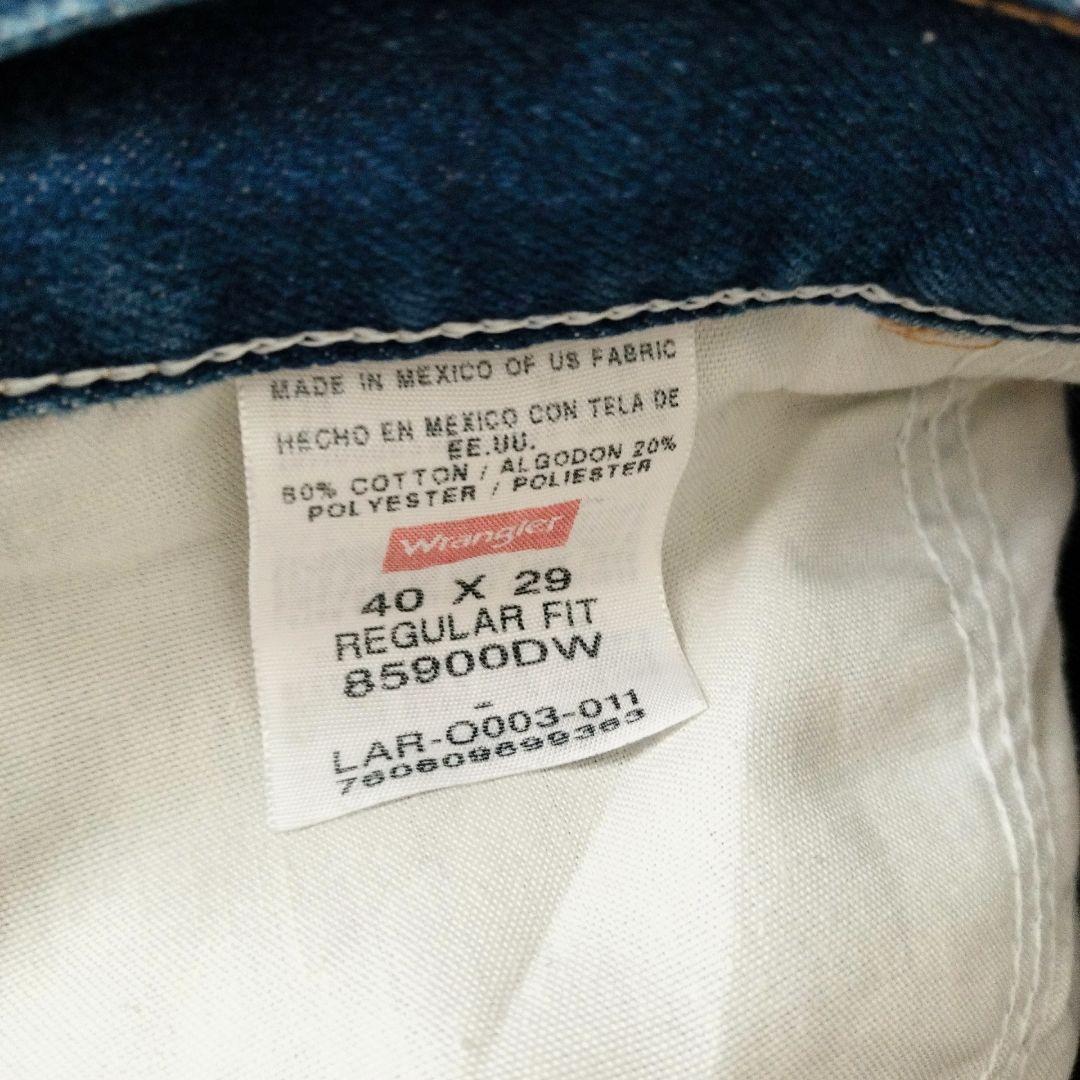 MADE IN MEXICO OF US FABRIC
HECHO EN MEXICO CON TELA DE
EE.UU.
80% COTTON / ALGODON 20%
POLYESTER / POLIESTER
Wrangler
40 X 29
REGULAR FIT
85900DW
-
LAR-O003-011